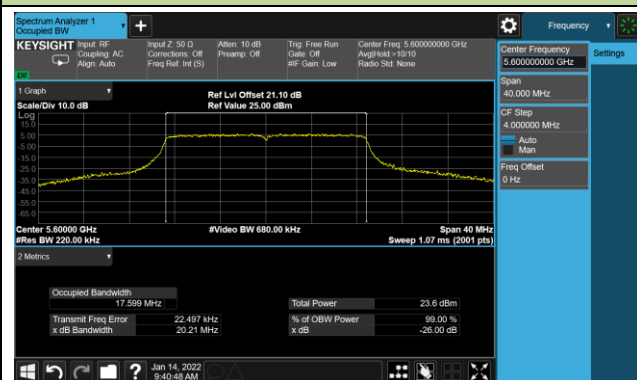 Spectrum Analyzer 1
Occupied BW
+
Frequency
KEYSIGHT
Input: RF
Coupling: AC
Align: Auto
Input Z: 50 Ω
Corrections: Off
Freq Ref: Int (S)
Atten: 10 dB
Preamp: Off
Trig: Free Run
Gate: Off
#IF Gain: Low
Center Freq: 5.600000000 GHz
Avg|Hold:>10/10
Radio Std: None
LXI
Center Frequency
5.600000000 GHz
Settings
Span
40.000 MHz
CF Step
4.000000 MHz
Auto
Man
Freq Offset
0 Hz
1 Graph
Scale/Div 10.0 dB
Ref Lvl Offset 21.10 dB
Ref Value 25.00 dBm
Log
15.0
5.00
-5.00
-15.0
-25.0
-35.0
-45.0
-55.0
-65.0
Center 5.60000 GHz
#Video BW 680.00 kHz
Span 40 MHz
#Res BW 220.00 kHz
Sweep 1.07 ms (2001 pts)
2 Metrics
Occupied Bandwidth
17.599 MHz
Total Power 23.6 dBm
Transmit Freq Error 22.497 kHz
% of OBW Power 99.00 %
x dB Bandwidth 20.21 MHz
x dB -26.00 dB
?
Jan 14, 2022
9:40:48 AM